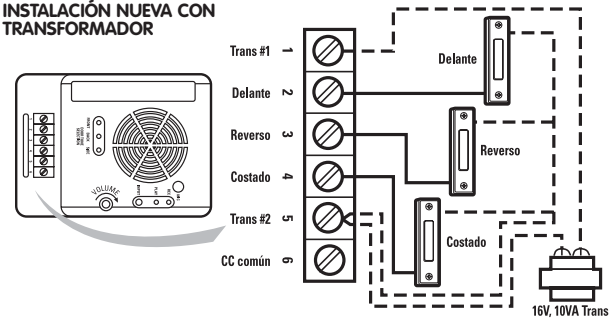 INSTALACIÓN NUEVA CON
TRANSFORMADOR
Trans #1 1
Delante 2
Reverso 3
Costado 4
Trans #2 5
CC común 6
Delante
Reverso
Costado
16V, 10VA Trans
VOLUME